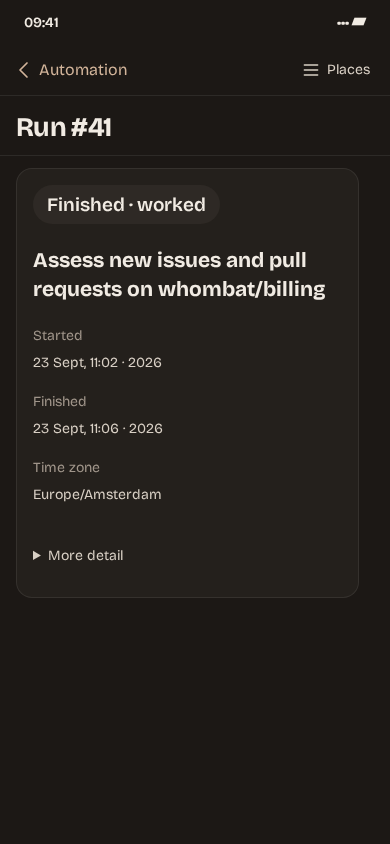 09:41
Automation
Places
Run #41
Finished · worked
Assess new issues and pull
requests on whombat/billing
Started
23 Sept, 11:02 · 2026
Finished
23 Sept, 11:06 · 2026
Time zone
Europe/Amsterdam
More detail